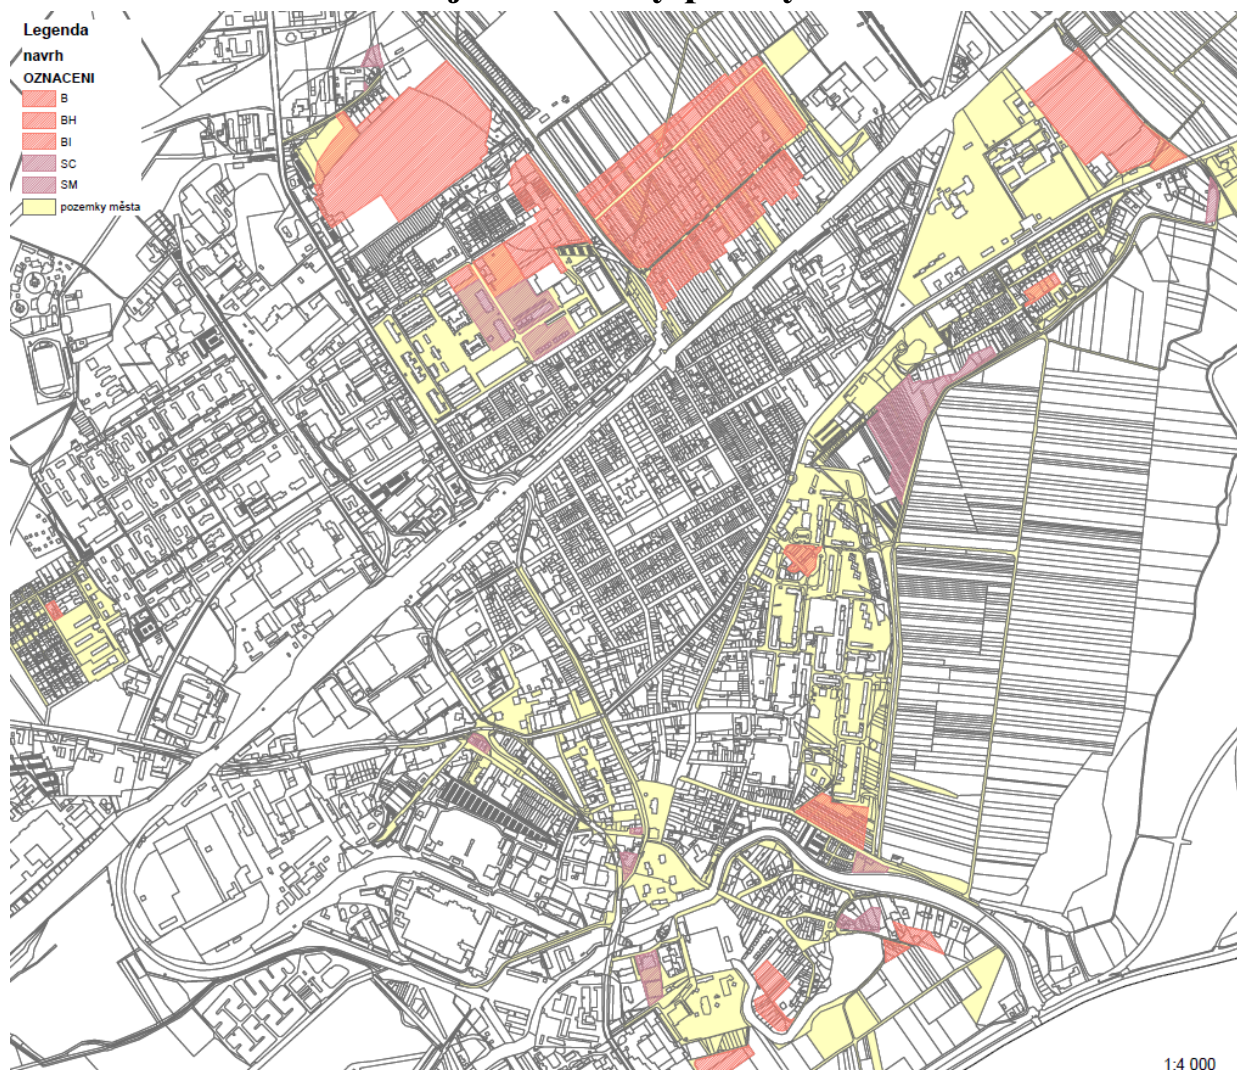 Legenda
navrh
OZNACENI
B
BH
BI
SC
SM
pozemky města
1:4 000